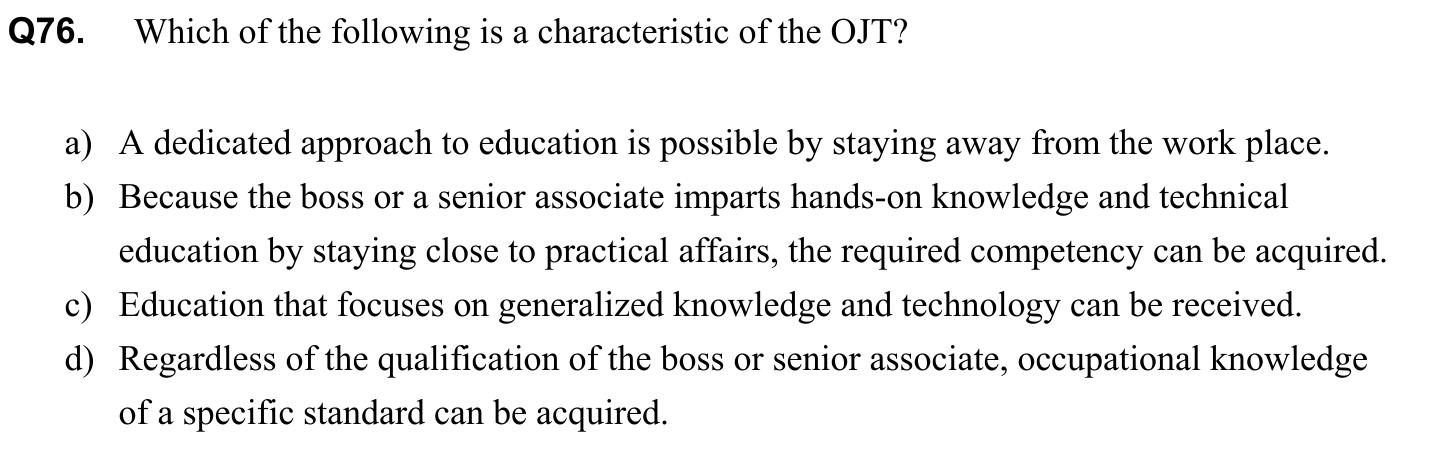 Q76. Which of the following is a characteristic of the OJT?
a) A dedicated approach to education is possible by staying away from the work place.
b) Because the boss or a senior associate imparts hands-on knowledge and technical
education by staying close to practical affairs, the required competency can be acquired.
c) Education that focuses on generalized knowledge and technology can be received.
d) Regardless of the qualification of the boss or senior associate, occupational knowledge
of a specific standard can be acquired.